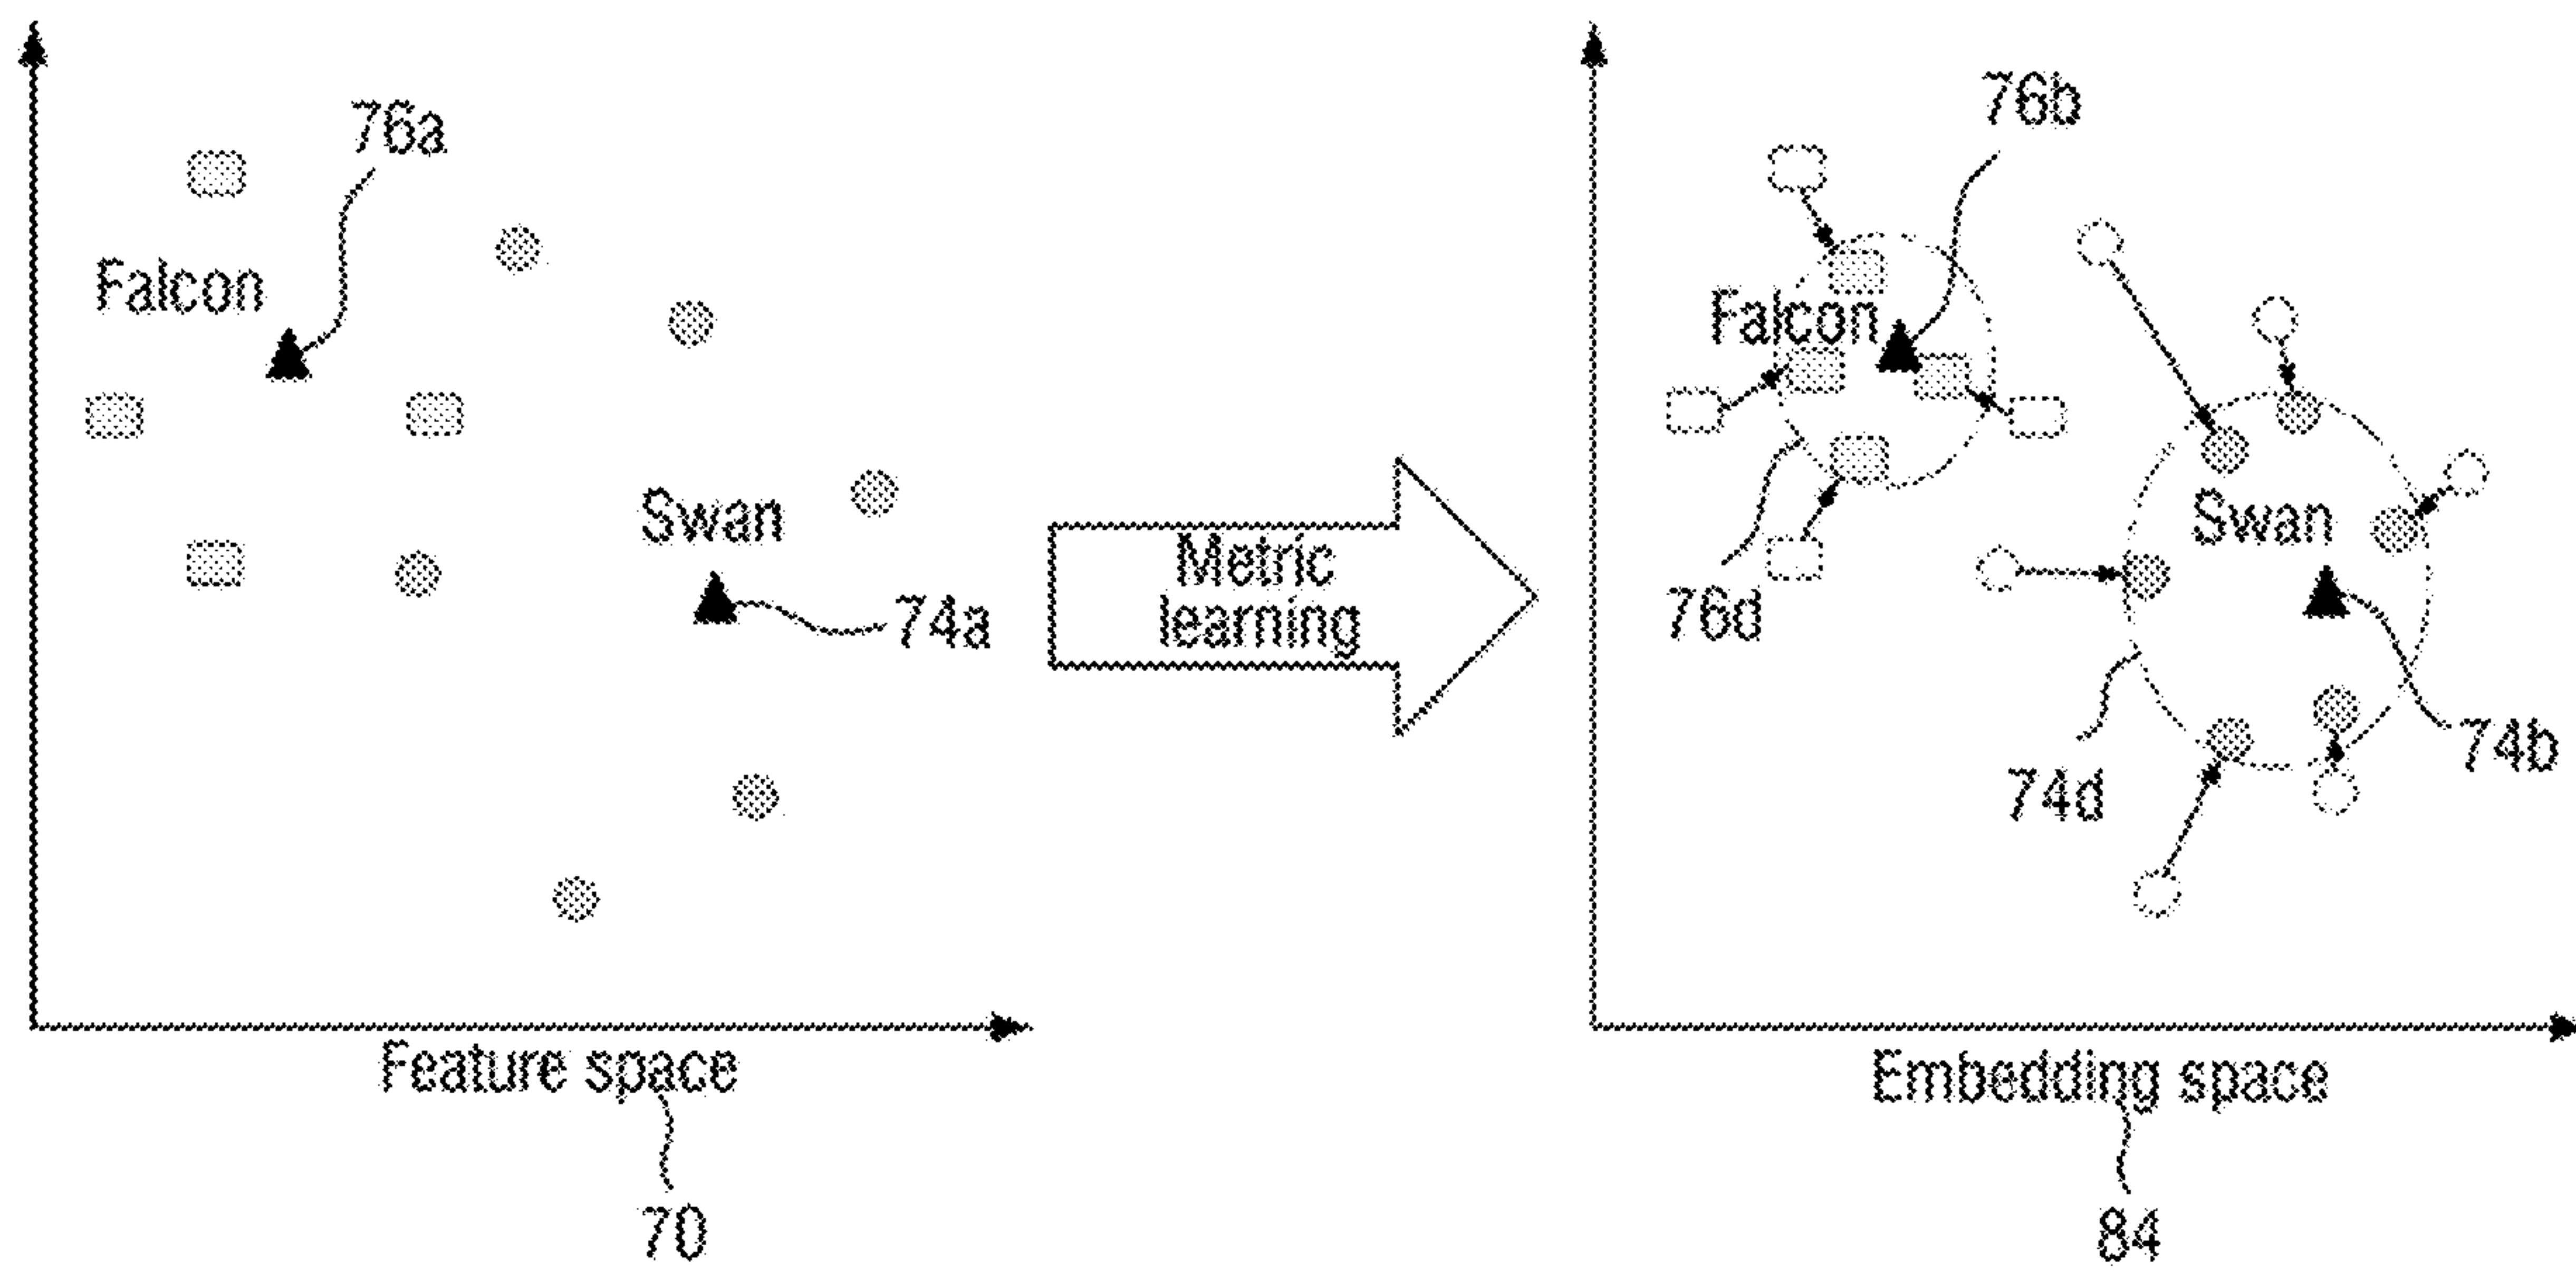 76a
Falcon
Swan
74a
Feature space
70
Metric
learning
76b
Falcon
Swan
76d
74d
74b
Embedding space
84